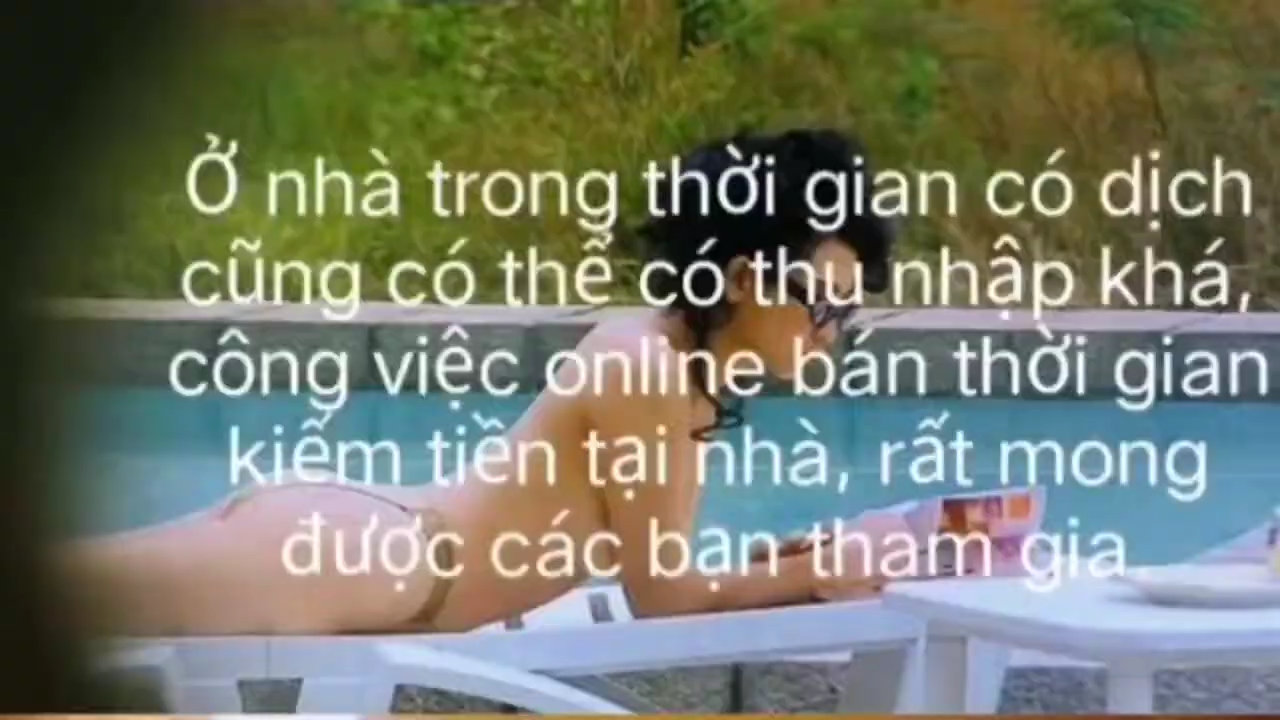 Ở nhà trong thời gian có dịch
cũng có thể có thu nhập khá,
công việc online bán thời gian
kiểm tiền tại nhà, rất mong
được các bạn tham gia